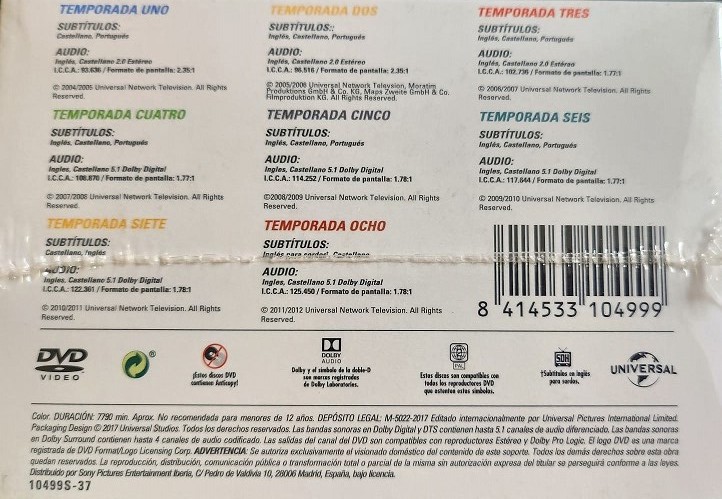 TEMPORADA UNO
SUBTÍTULOS:
Castellano, Portugués
AUDIO:
Inglés, Castellano 2.0 Estéreo
I.C.C.A.: 93.636 / Formato de pantalla: 2.35:1
© 2004/2005 Universal Network Television. All Rights
Reserved.
TEMPORADA DOS
SUBTÍTULOS:
Inglés, Castellano, Portugués
AUDIO:
Inglés, Castellano 2.0 Estéreo
I.C.C.A.: 96.516 / Formato de pantalla: 2.35:1
© 2005/2006 Universal Network Television, Moratim
Produktions GmbH & Co. KG, Maps Zweite GmbH & Co.
Filmproduktion KG. All Rights Reserved.
TEMPORADA TRES
SUBTÍTULOS:
Inglés, Castellano, Portugués
AUDIO:
Inglés, Castellano 2.0 Estéreo
I.C.C.A.: 102.736 / Formato de pantalla: 1.77:1
© 2006/2007 Universal Network Television. All Rights
Reserved.
TEMPORADA CUATRO
SUBTÍTULOS:
Inglés, Castellano, Portugués
AUDIO:
Ingles, Castellano 5.1 Dolby Digital
I.C.C.A.: 108.870 / Formato de pantalla: 1.77:1
© 2007/2008 Universal Network Television. All Rights
Reserved.
TEMPORADA CINCO
SUBTÍTULOS:
Inglés, Castellano, Portugués
AUDIO:
Ingles, Castellano 5.1 Dolby Digital
I.C.C.A.: 114.252 / Formato de pantalla: 1.78:1
©2008/2009 Universal Network Television. All Rights
Reserved.
TEMPORADA SEIS
SUBTÍTULOS:
Inglés, Castellano, Portugués
AUDIO:
Ingles, Castellano 5.1 Dolby Digital
I.C.C.A.: 117.644 / Formato de pantalla: 1.77:1
©2009/2010 Universal Network Television. All Rights
Reserved.
TEMPORADA SIETE
SUBTÍTULOS:
Castellano, Inglés
AUDIO:
Ingles, Castellano 5.1 Dolby Digital
I.C.C.A.: 122.361 / Formato de pantalla: 1.78:1
© 2010/2011 Universal Network Television. All Rights
Reserved.
TEMPORADA OCHO
SUBTÍTULOS:
Inglés para sordos†, Castellano
AUDIO:
Ingles, Castellano 5.1 Dolby Digital
I.C.C.A.: 125.450 / Formato de pantalla: 1.78:1
©2011/2012 Universal Network Television. All Rights
Reserved.
8 414533 104999
DVD
VIDEO
®
¡Estos discos DVD
contienen Anticopy!
DOLBY
AUDIO
Dolby y el símbolo de la doble-D
son marcas registradas
de Dolby Laboratories.
PAL
Estos discos son compatibles con
todos los reproductores DVD
que ostenten estos símbolos.
SDH
†Subtítulos en inglés
para sordos.
UNIVERSAL
Color. DURACIÓN: 7790 min. Aprox. No recomendada para menores de 12 años. DEPÓSITO LEGAL: M-5022-2017 Editado internacionalmente por Universal Pictures International Limited.
Packaging Design © 2017 Universal Studios. Todos los derechos reservados. Las bandas sonoras en Dolby Digital y DTS contienen hasta 5.1 canales de audio diferenciado. Las bandas sonoras
en Dolby Surround contienen hasta 4 canales de audio codificado. Las salidas del canal del DVD son compatibles con reproductores Estéreo y Dolby Pro Logic. El logo DVD es una marca
registrada de DVD Format/Logo Licensing Corp. ADVERTENCIA: Se autoriza exclusivamente el visionado doméstico del contenido de este soporte. Todos los demás derechos sobre esta obra
quedan reservados. La reproducción, distribución, comunicación pública o transformación total o parcial de la misma sin autorización expresa del titular se perseguirá conforme a las leyes.
Distribuido por Sony Pictures Entertainment Iberia, C/ Pedro de Valdivia 10, 28006 Madrid, España, bajo licencia.
10499S-37